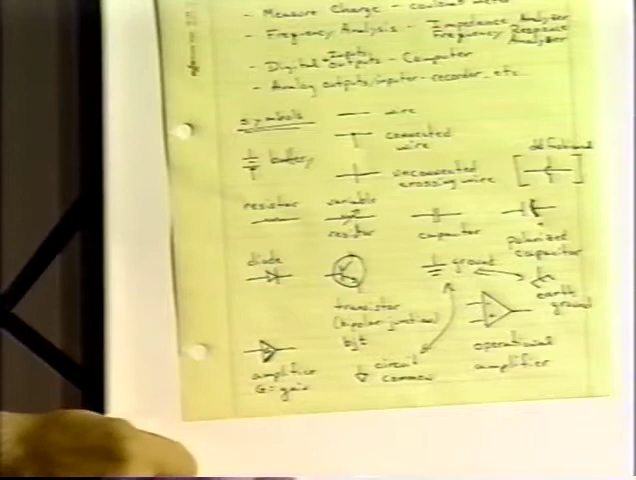 - Measure Charge - coulomb meter
- Frequency Analysis - Impedance Analyzer
Frequency Response
Analyzer
- Digital Inputs
Outputs - Computer
- Analog outputs/inputs - recorder, etc.
symbols
wire
connected
wire
battery
unconnected
crossing wire
old fashioned
resistor
variable
resistor
capacitor
polarized
capacitor
diode
transistor
(bipolar junction)
bjt
ground
earth
ground
amplifier
G = gain
circuit
common
operational
amplifier